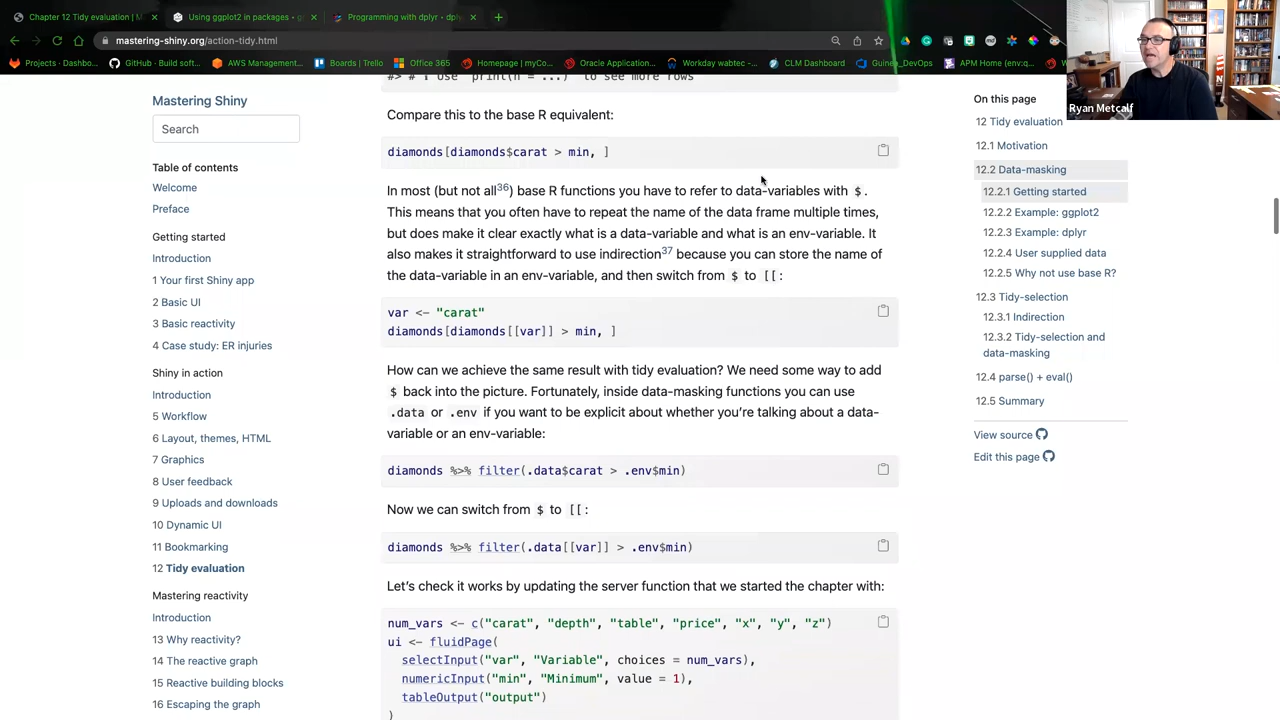 Chapter 12 Tidy evaluation | M
Using ggplot2 in packages • g
Programming with dplyr • dply
mastering-shiny.org/action-tidy.html
Projects - Dashbo...
GitHub - Build soft...
AWS Management...
Boards | Trello
Office 365
Homepage | myCo...
Oracle Application...
Workday wabtec -...
CLM Dashboard
Guinea_DevOps
APM Home (env:q...
Ryan Metcalf
Mastering Shiny
Search
Table of contents
Welcome
Preface
Getting started
Introduction
1 Your first Shiny app
2 Basic UI
3 Basic reactivity
4 Case study: ER injuries
Shiny in action
Introduction
5 Workflow
6 Layout, themes, HTML
7 Graphics
8 User feedback
9 Uploads and downloads
10 Dynamic UI
11 Bookmarking
12 Tidy evaluation
Mastering reactivity
Introduction
13 Why reactivity?
14 The reactive graph
15 Reactive building blocks
16 Escaping the graph
#> # ℹ Use `print(n = ...)` to see more rows
Compare this to the base R equivalent:
diamonds[diamonds$carat > min, ]
In most (but not all36) base R functions you have to refer to data-variables with $.
This means that you often have to repeat the name of the data frame multiple times,
but does make it clear exactly what is a data-variable and what is an env-variable. It
also makes it straightforward to use indirection37 because you can store the name of
the data-variable in an env-variable, and then switch from $ to [[:
var <- "carat"
diamonds[diamonds[[var]] > min, ]
How can we achieve the same result with tidy evaluation? We need some way to add
$ back into the picture. Fortunately, inside data-masking functions you can use
.data or .env if you want to be explicit about whether you're talking about a data-
variable or an env-variable:
diamonds %>% filter(.data$carat > .env$min)
Now we can switch from $ to [[:
diamonds %>% filter(.data[[var]] > .env$min)
Let's check it works by updating the server function that we started the chapter with:
num_vars <- c("carat", "depth", "table", "price", "x", "y", "z")
ui <- fluidPage(
selectInput("var", "Variable", choices = num_vars),
numericInput("min", "Minimum", value = 1),
tableOutput("output")
)
On this page
12 Tidy evaluation
12.1 Motivation
12.2 Data-masking
12.2.1 Getting started
12.2.2 Example: ggplot2
12.2.3 Example: dplyr
12.2.4 User supplied data
12.2.5 Why not use base R?
12.3 Tidy-selection
12.3.1 Indirection
12.3.2 Tidy-selection and
data-masking
12.4 parse() + eval()
12.5 Summary
View source
Edit this page